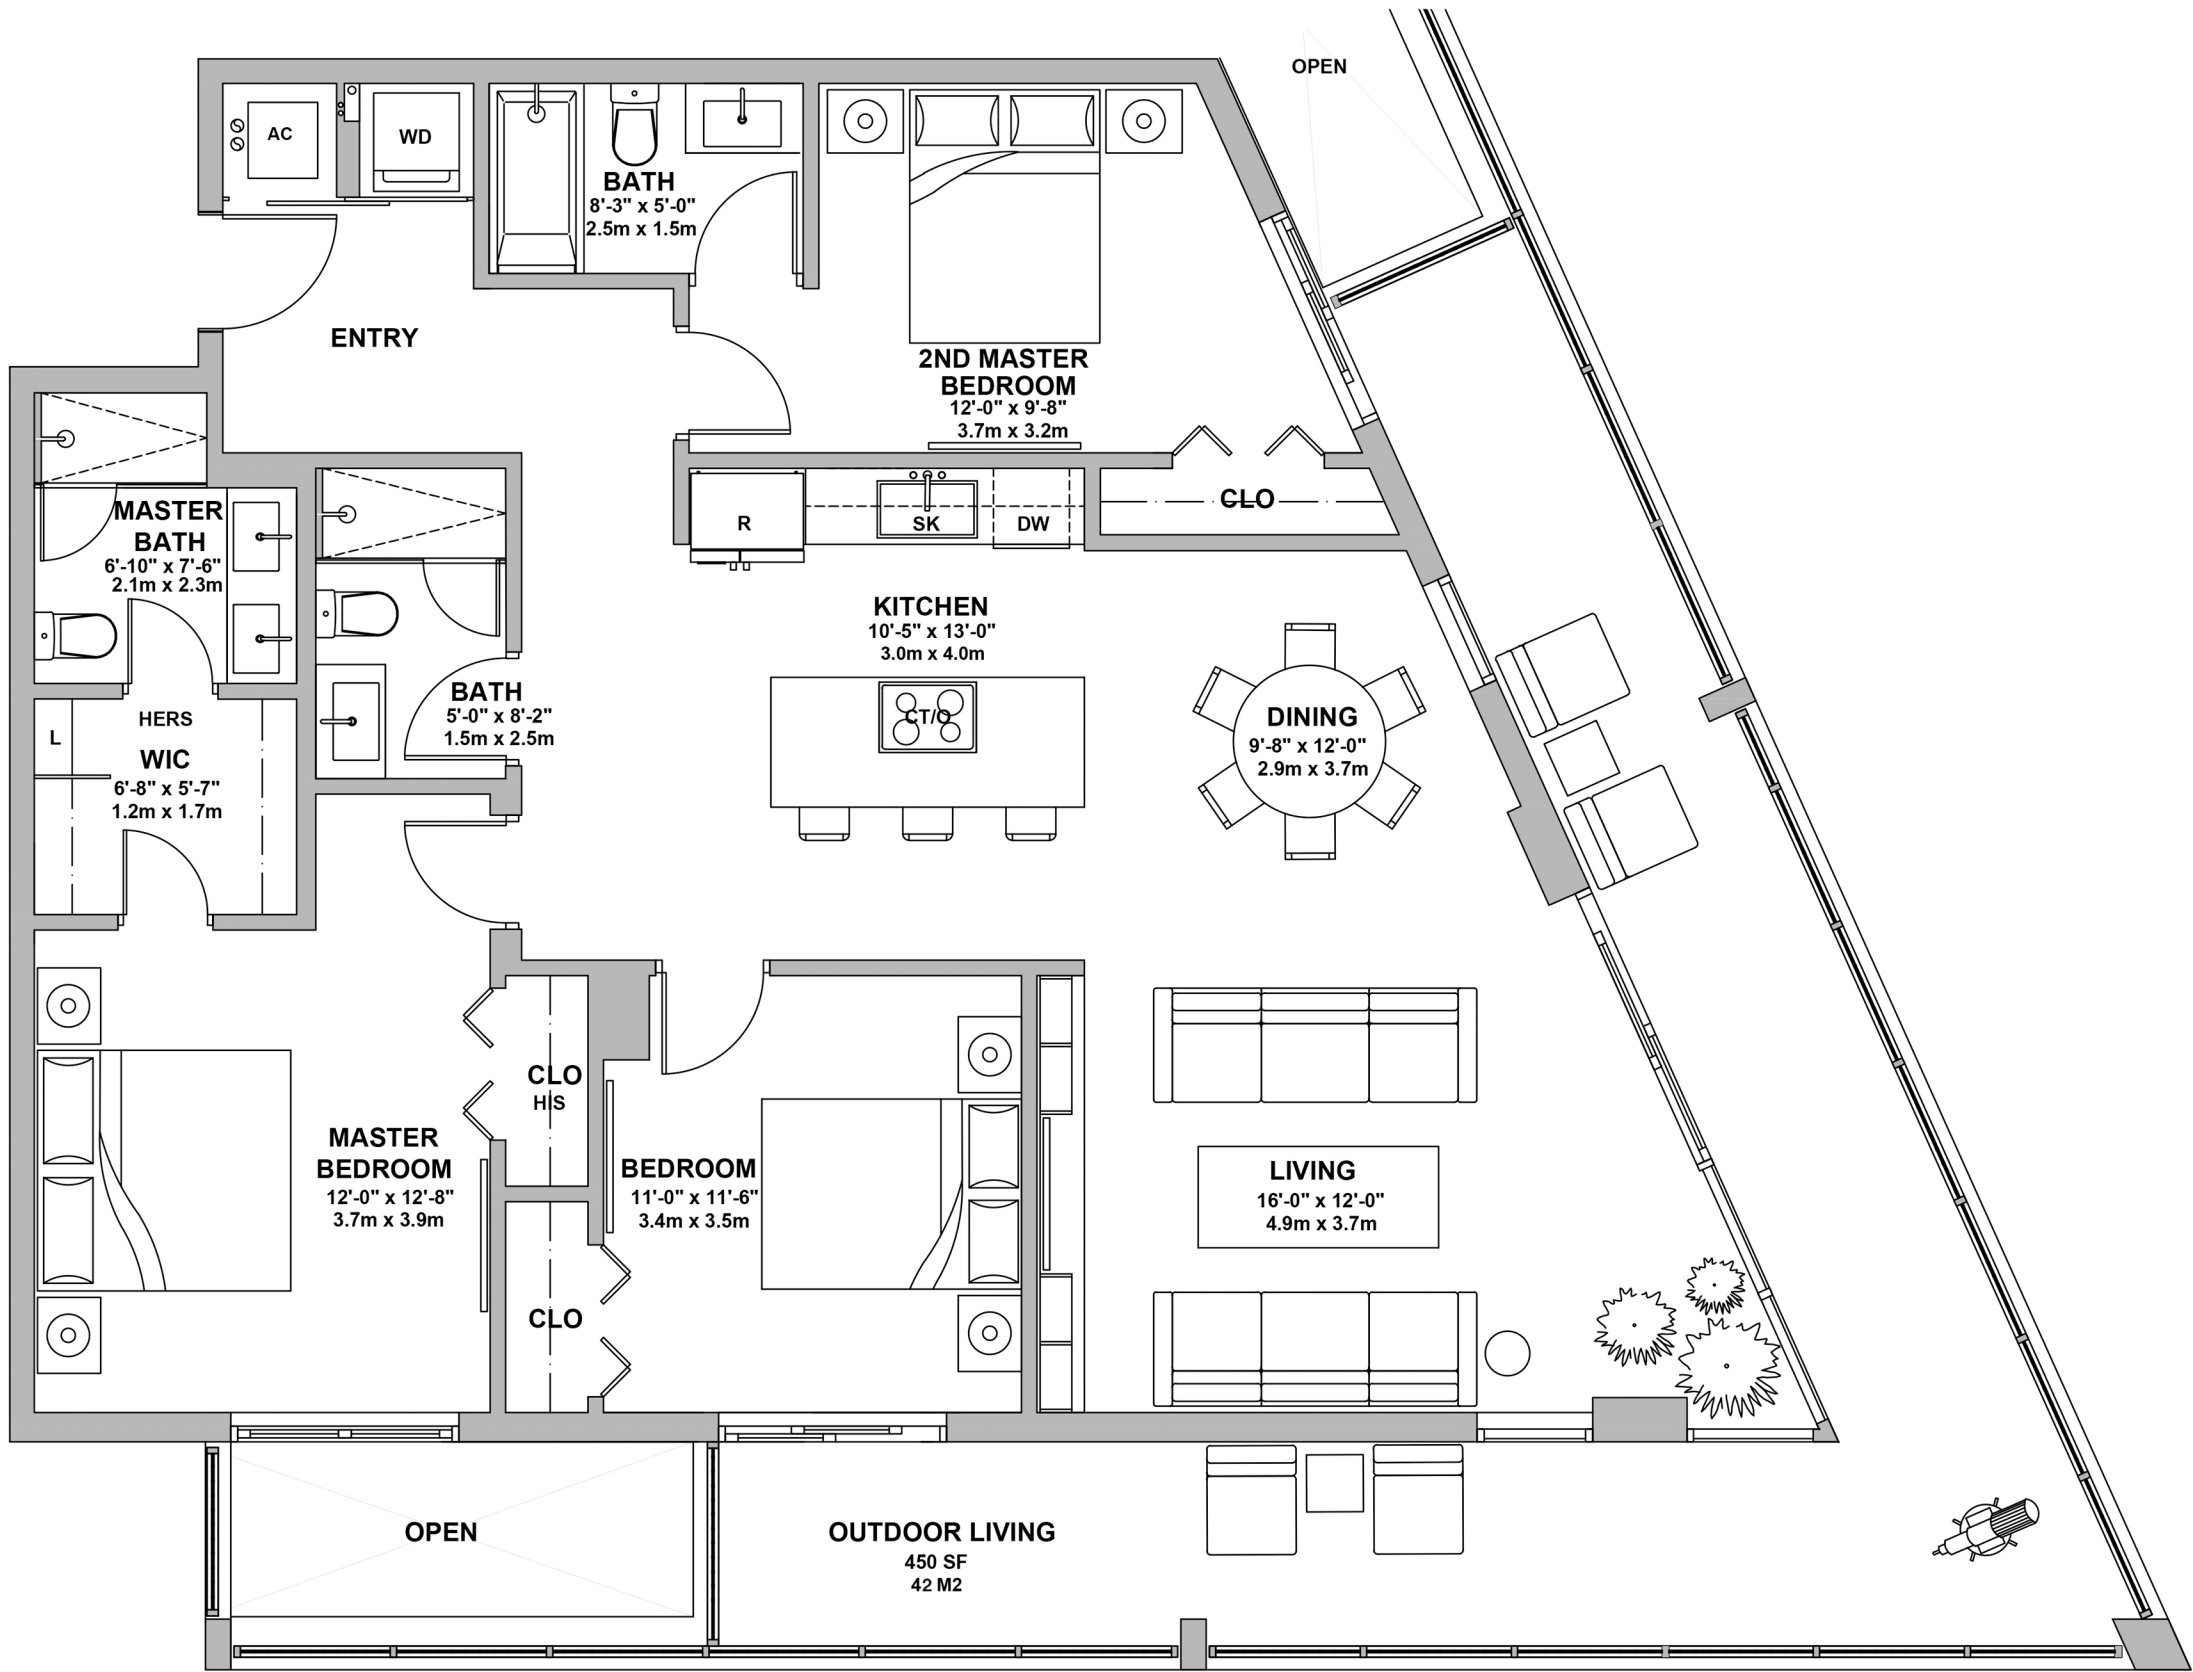 OPEN
AC
WD
BATH
8'-3" x 5'-0"
2.5m x 1.5m
ENTRY
2ND MASTER
BEDROOM
12'-0" x 9'-8"
3.7m x 3.2m
CLO
R
SK
DW
MASTER
BATH
6'-10" x 7'-6"
2.1m x 2.3m
KITCHEN
10'-5" x 13'-0"
3.0m x 4.0m
CT/O
BATH
5'-0" x 8'-2"
1.5m x 2.5m
HERS
L
WIC
6'-8" x 5'-7"
1.2m x 1.7m
DINING
9'-8" x 12'-0"
2.9m x 3.7m
CLO
HIS
MASTER
BEDROOM
12'-0" x 12'-8"
3.7m x 3.9m
BEDROOM
11'-0" x 11'-6"
3.4m x 3.5m
LIVING
16'-0" x 12'-0"
4.9m x 3.7m
CLO
OPEN
OUTDOOR LIVING
450 SF
42 M2